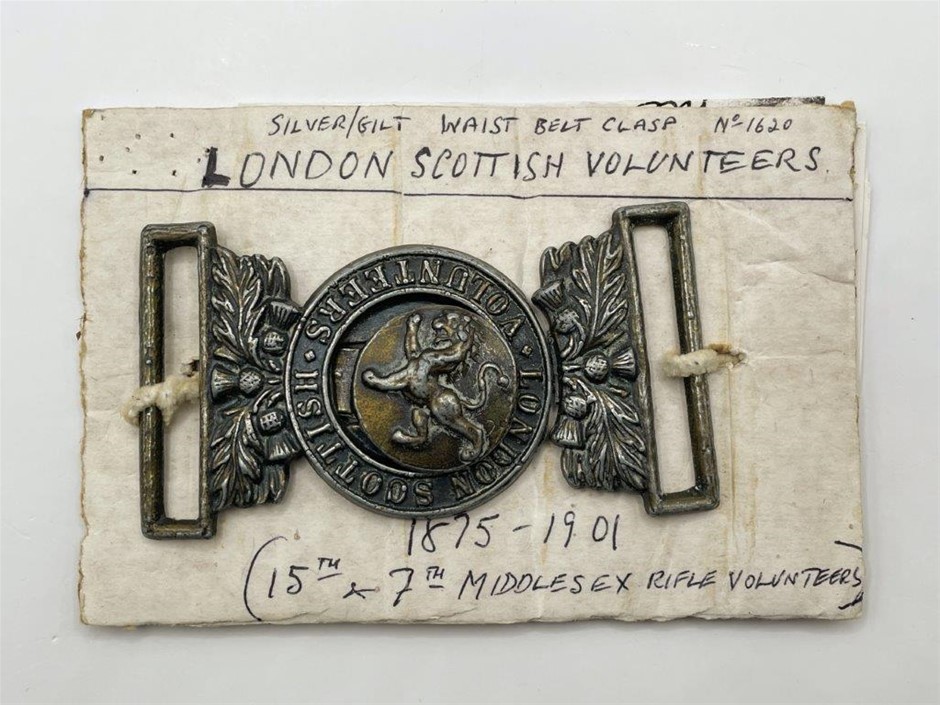 SILVER/GILT WAIST BELT CLASP Nº 1620
LONDON SCOTTISH VOLUNTEERS.
LONDON SCOTTISH · VOLUNTEERS ·
1875 - 1901
(15TH & 7TH MIDDLESEX RIFLE VOLUNTEERS)